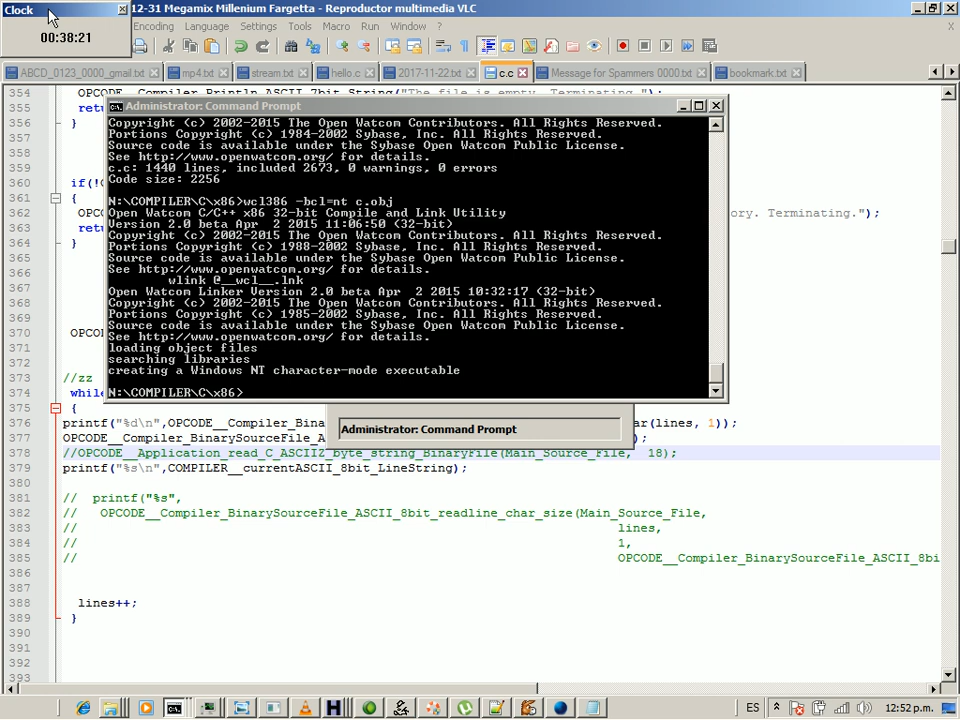 Clock
12-31 Megamix Millenium Fargetta - Reproductor multimedia VLC
00:38:21
Encoding Language Settings Tools Macro Run Window ?
ABCD_0123_0000_gmail.txt mp4.txt stream.txt hello.c 2017-11-22.txt c.c Message for Spammers 0000.txt bookmark.txt
354 OPCODE__Compiler_Println_ASCII_7bit_String("The file is empty. Terminating.");
355
356 }
357
358
359
360 if(!
361 {
362 ory. Terminating.");
363
364 }
365
366
367
368
369
370
371
372
373 //zz
374 while
375 {
376 printf("%d\n",OPCODE__Compiler_Bina ar(lines, 1));
377 OPCODE__Compiler_BinarySourceFile_A );
378 //OPCODE__Application_read_C_ASCIIZ_byte_string_BinaryFile(Main_Source_File, 18);
379 printf("%s\n",COMPILER__currentASCII_8bit_LineString);
380
381 // printf("%s",
382 // OPCODE__Compiler_BinarySourceFile_ASCII_8bit_readline_char_size(Main_Source_File,
383 // lines,
384 // 1,
385 // OPCODE__Compiler_BinarySourceFile_ASCII_8bi
386
387
388 lines++;
389 }
390
391
392
393
Administrator: Command Prompt
Copyright (c) 2002-2015 The Open Watcom Contributors. All Rights Reserved.
Portions Copyright (c) 1984-2002 Sybase, Inc. All Rights Reserved.
Source code is available under the Sybase Open Watcom Public License.
See http://www.openwatcom.org/ for details.
c.c: 1440 lines, included 2673, 0 warnings, 0 errors
Code size: 2256
N:\COMPILER\C\x86>wcl386 -bcl=nt c.obj
Open Watcom C/C++ x86 32-bit Compile and Link Utility
Version 2.0 beta Apr 2 2015 11:06:50 (32-bit)
Copyright (c) 2002-2015 The Open Watcom Contributors. All Rights Reserved.
Portions Copyright (c) 1988-2002 Sybase, Inc. All Rights Reserved.
Source code is available under the Sybase Open Watcom Public License.
See http://www.openwatcom.org/ for details.
wlink @__wcl__.lnk
Open Watcom Linker Version 2.0 beta Apr 2 2015 10:32:17 (32-bit)
Copyright (c) 2002-2015 The Open Watcom Contributors. All Rights Reserved.
Portions Copyright (c) 1985-2002 Sybase, Inc. All Rights Reserved.
Source code is available under the Sybase Open Watcom Public License.
See http://www.openwatcom.org/ for details.
loading object files
searching libraries
creating a Windows NT character-mode executable
N:\COMPILER\C\x86>
Administrator: Command Prompt
ES 12:52 p.m.